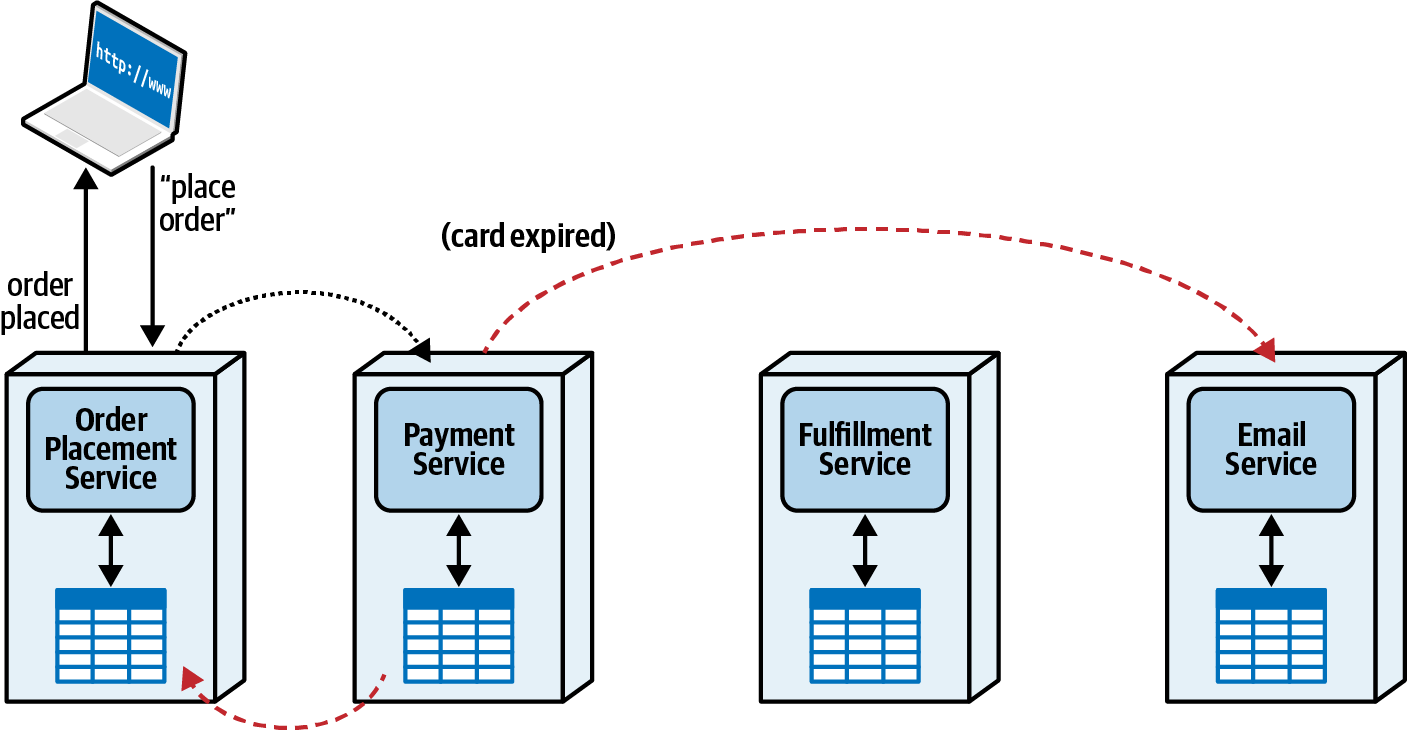 http://www
“place
order”
order
placed
(card expired)
Order
Placement
Service
Payment
Service
Fulfillment
Service
Email
Service